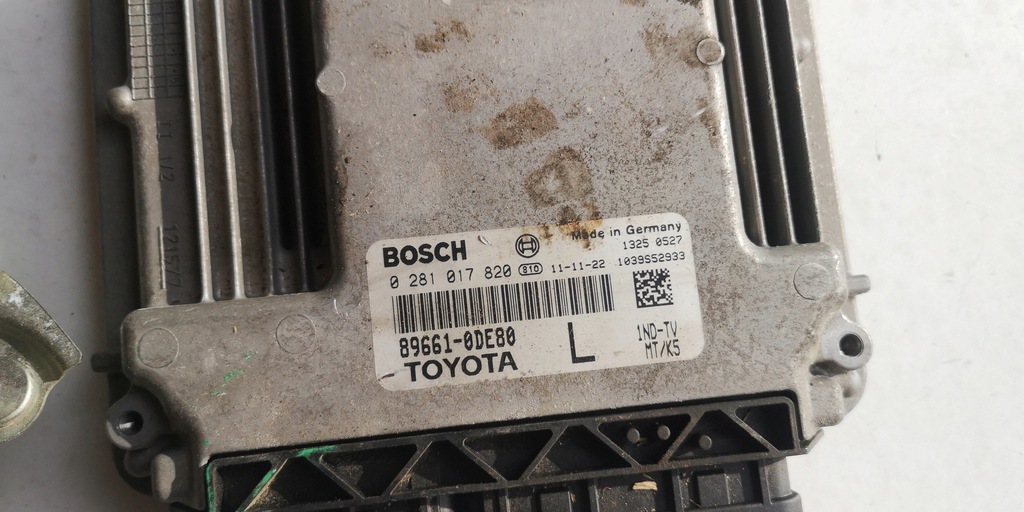 BOSCH
Made in Germany
1325 0527
0 281 017 820 810 11-11-22 1039S52933
89661-0DE80 L 1ND-TV
TOYOTA MT/K5